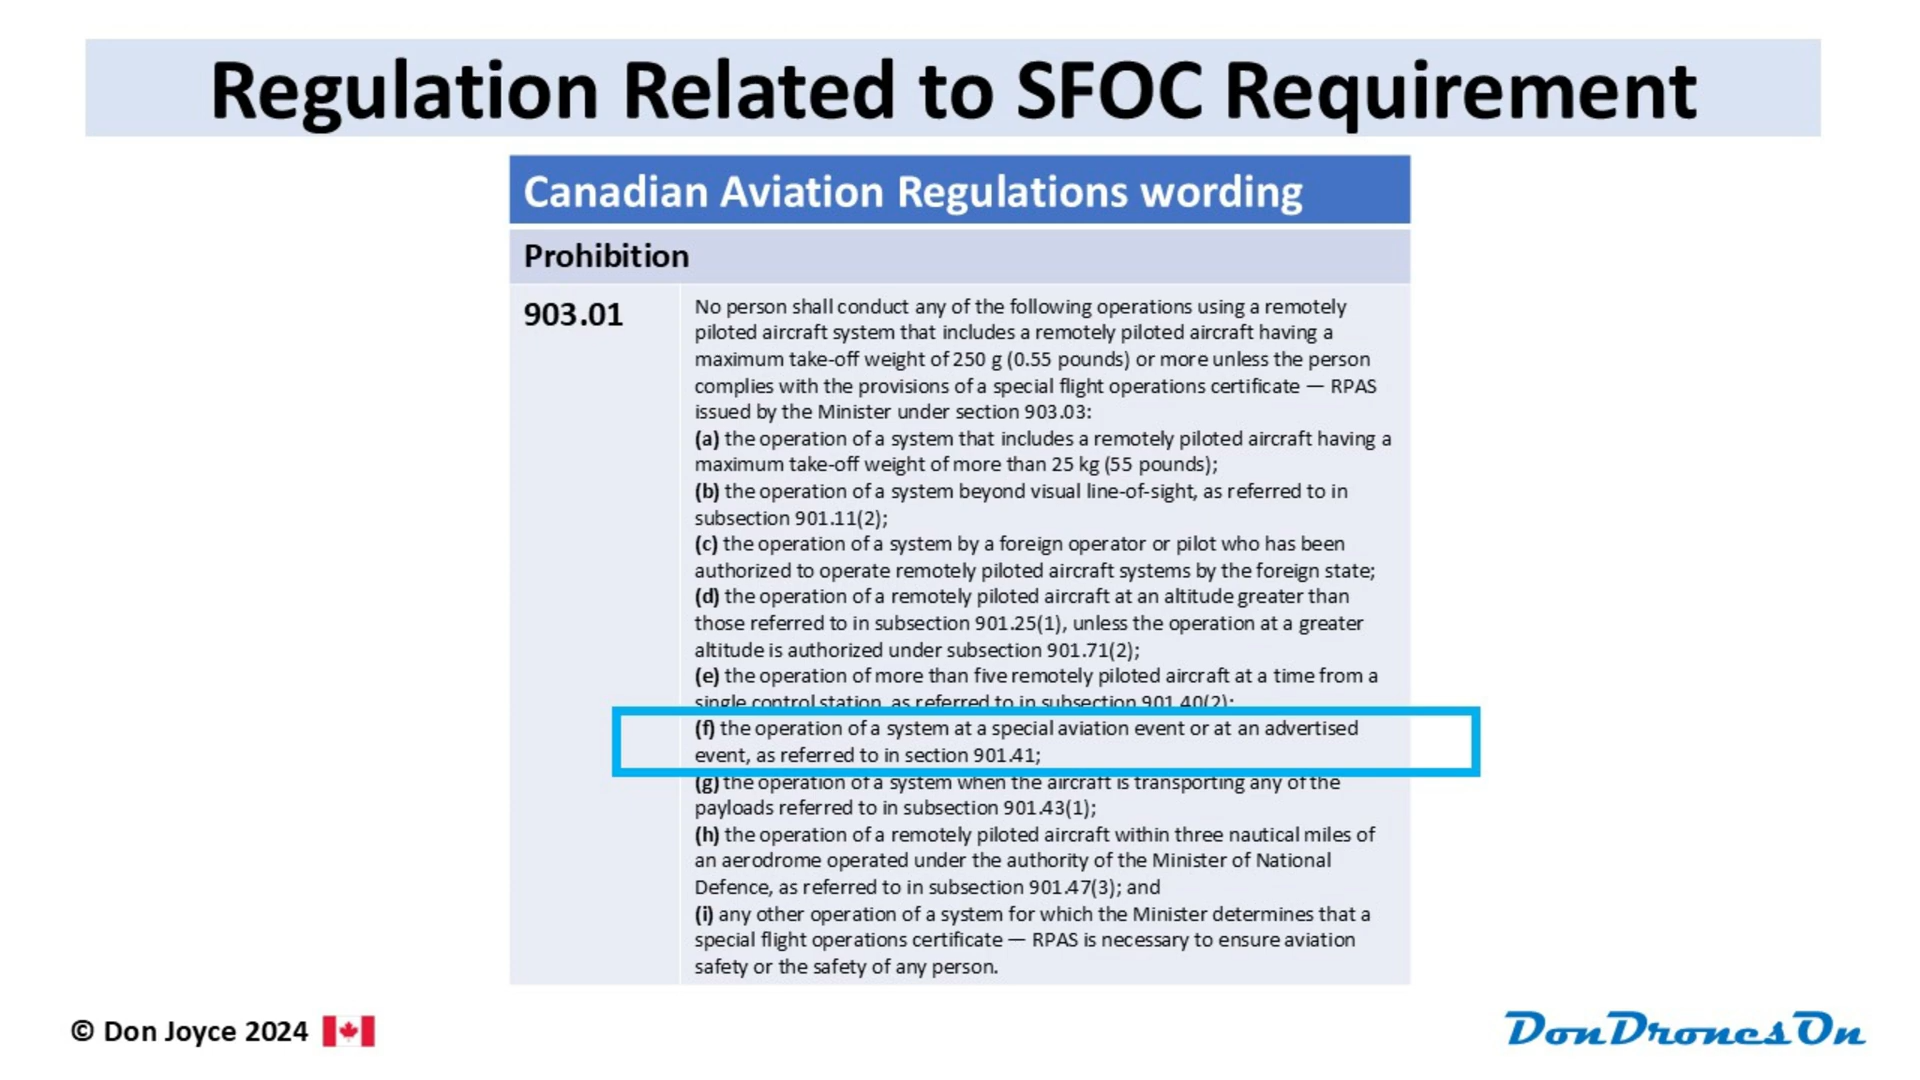 Regulation Related to SFOC Requirement
Canadian Aviation Regulations wording
Prohibition
903.01
No person shall conduct any of the following operations using a remotely
piloted aircraft system that includes a remotely piloted aircraft having a
maximum take-off weight of 250 g (0.55 pounds) or more unless the person
complies with the provisions of a special flight operations certificate — RPAS
issued by the Minister under section 903.03:
(a) the operation of a system that includes a remotely piloted aircraft having a
maximum take-off weight of more than 25 kg (55 pounds);
(b) the operation of a system beyond visual line-of-sight, as referred to in
subsection 901.11(2);
(c) the operation of a system by a foreign operator or pilot who has been
authorized to operate remotely piloted aircraft systems by the foreign state;
(d) the operation of a remotely piloted aircraft at an altitude greater than
those referred to in subsection 901.25(1), unless the operation at a greater
altitude is authorized under subsection 901.71(2);
(e) the operation of more than five remotely piloted aircraft at a time from a
single control station, as referred to in subsection 901.40(2);
(f) the operation of a system at a special aviation event or at an advertised
event, as referred to in section 901.41;
(g) the operation of a system when the aircraft is transporting any of the
payloads referred to in subsection 901.43(1);
(h) the operation of a remotely piloted aircraft within three nautical miles of
an aerodrome operated under the authority of the Minister of National
Defence, as referred to in subsection 901.47(3); and
(i) any other operation of a system for which the Minister determines that a
special flight operations certificate — RPAS is necessary to ensure aviation
safety or the safety of any person.
© Don Joyce 2024
DonDronesOn